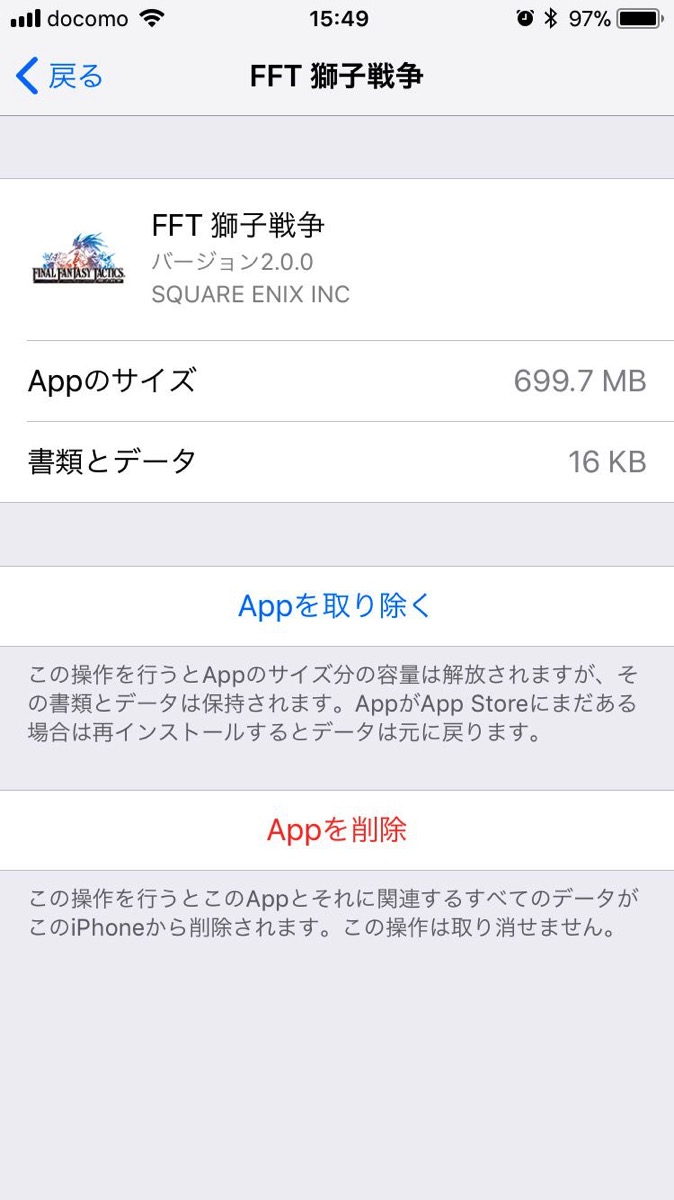 docomo 15:49 97%
戻る FFT 獅子戦争
FINAL FANTASY TACTICS
FFT 獅子戦争
バージョン2.0.0
SQUARE ENIX INC
Appのサイズ 699.7 MB
書類とデータ 16 KB
Appを取り除く
この操作を行うとAppのサイズ分の容量は解放されますが、そ
の書類とデータは保持されます。AppがApp Storeにまだある
場合は再インストールするとデータは元に戻ります。
Appを削除
この操作を行うとこのAppとそれに関連するすべてのデータが
このiPhoneから削除されます。この操作は取り消せません。